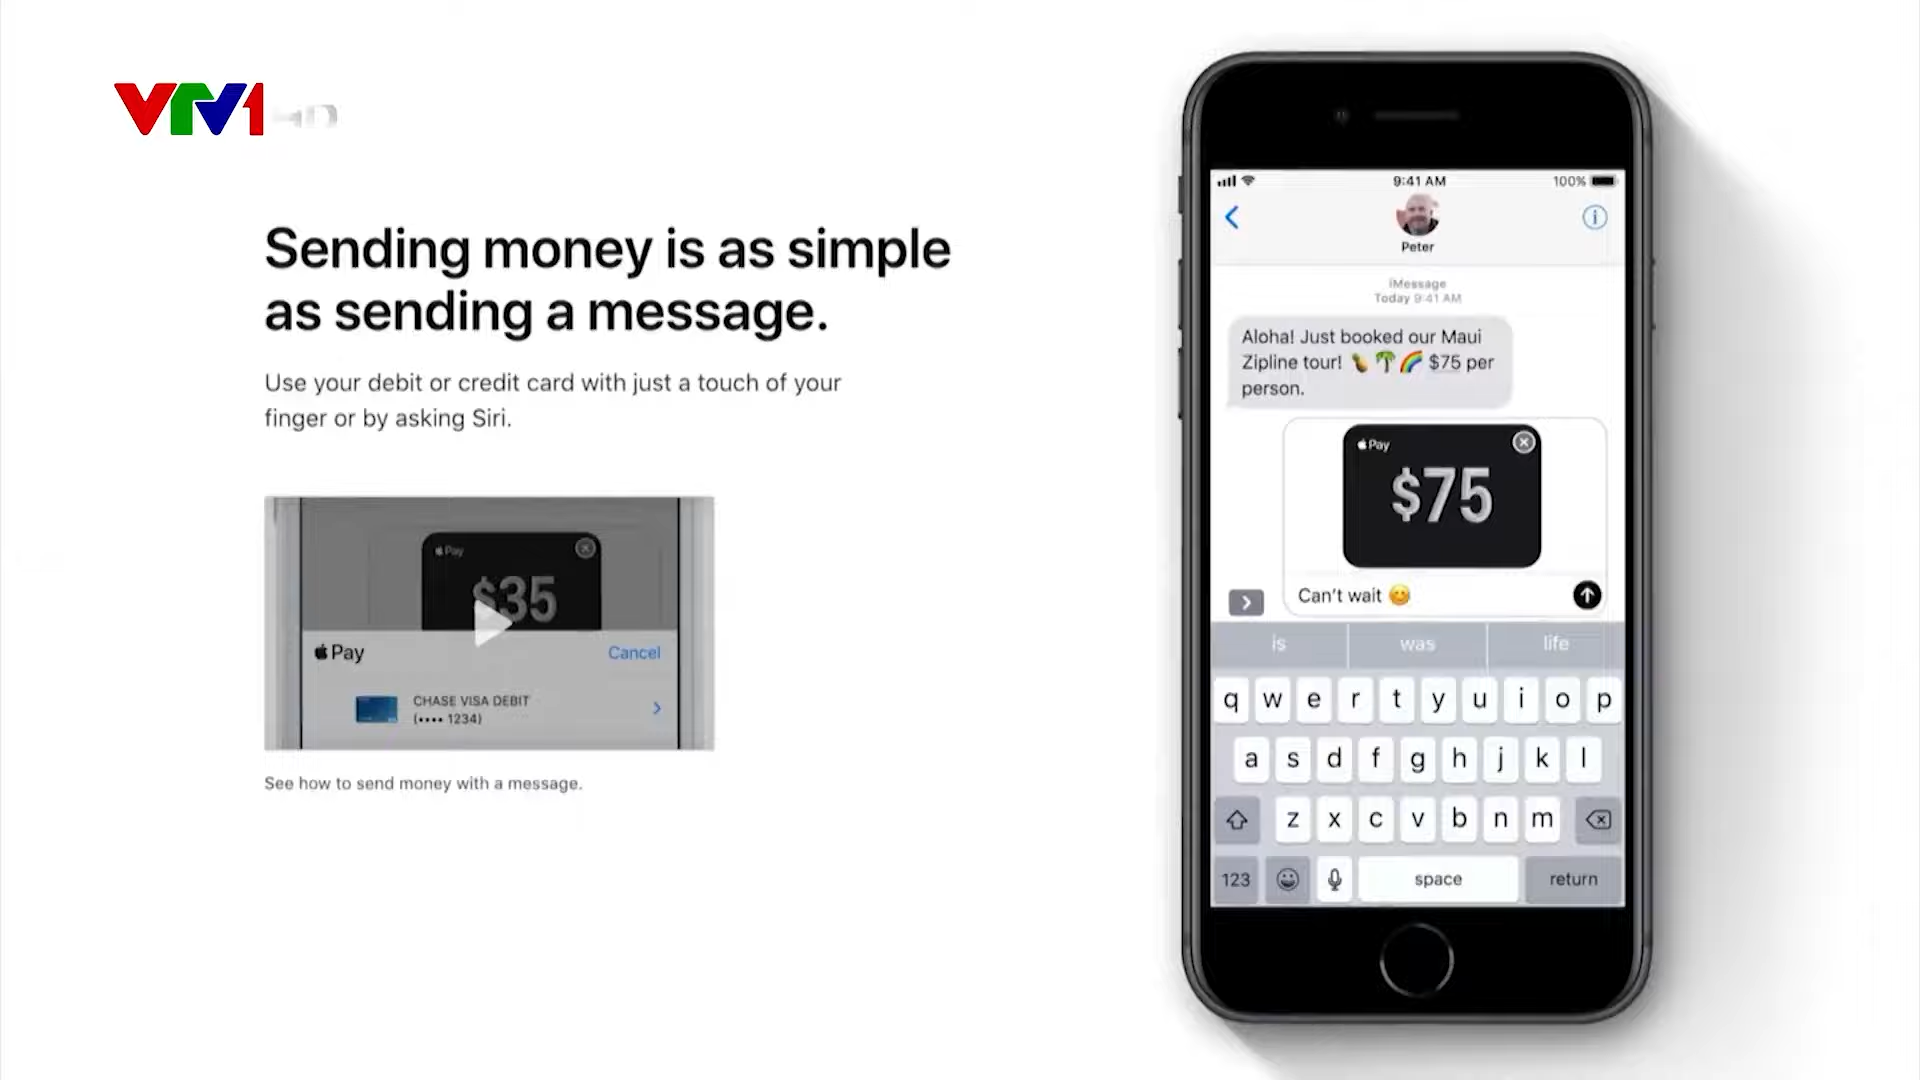 VTV1 HD
Sending money is as simple
as sending a message.
Use your debit or credit card with just a touch of your
finger or by asking Siri.
Pay
$35
Pay
Cancel
CHASE VISA DEBIT
(•••• 1234)
See how to send money with a message.
9:41 AM
100%
Peter
iMessage
Today 9:41 AM
Aloha! Just booked our Maui
Zipline tour! 🍍🌴🌈 $75 per
person.
Pay
$75
Can't wait 😊
is was life
q w e r t y u i o p
a s d f g h j k l
z x c v b n m
123 space return